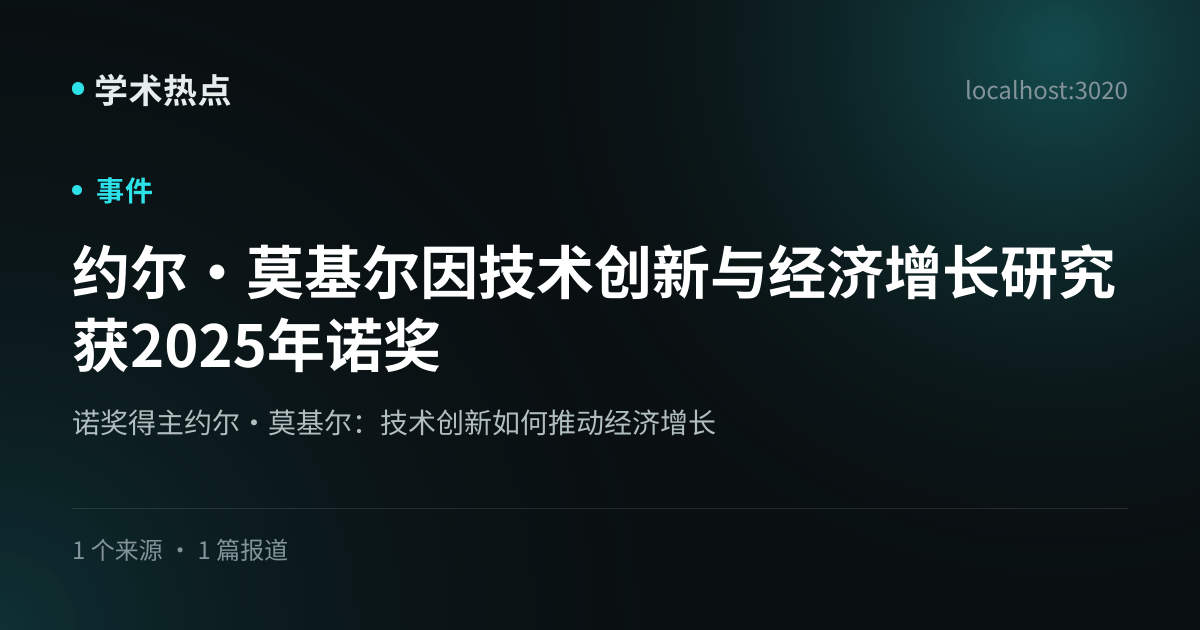 学术热点
localhost:3020
事件
约尔·莫基尔因技术创新与经济增长研究
获2025年诺奖
诺奖得主约尔·莫基尔：技术创新如何推动经济增长
1 个来源 · 1 篇报道